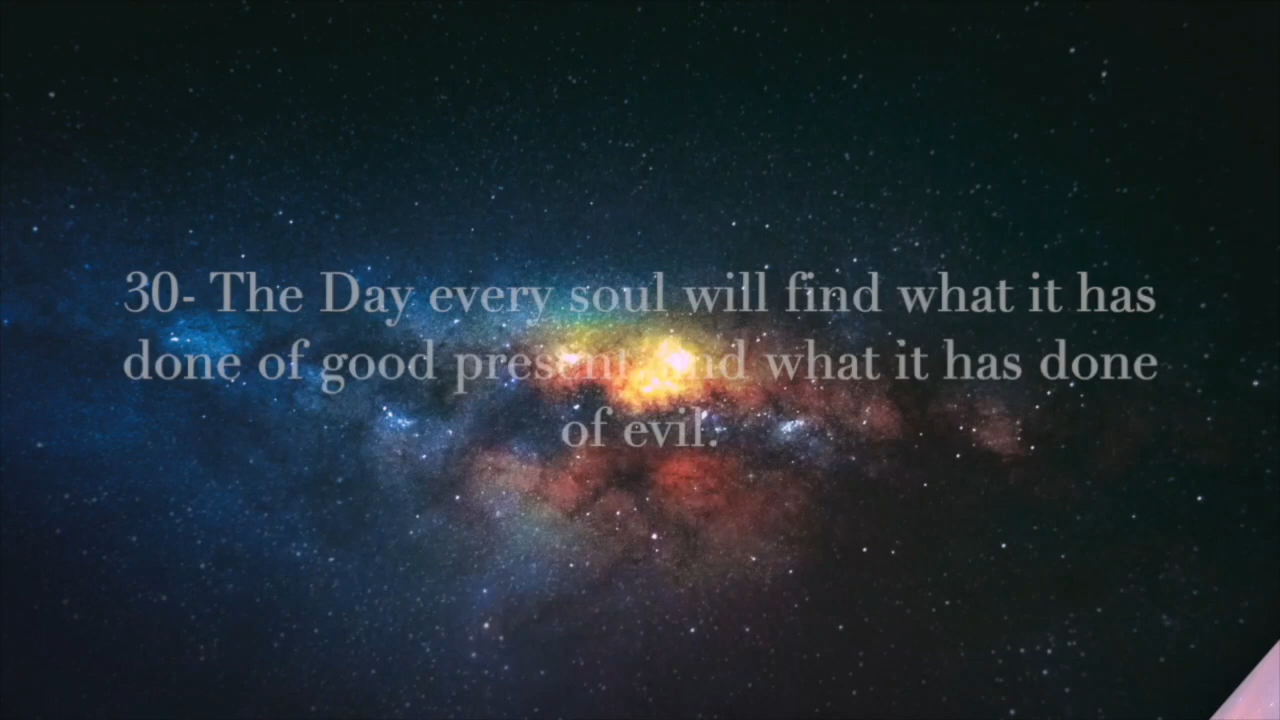 30- The Day every soul will find what it has
done of good present and what it has done
of evil.